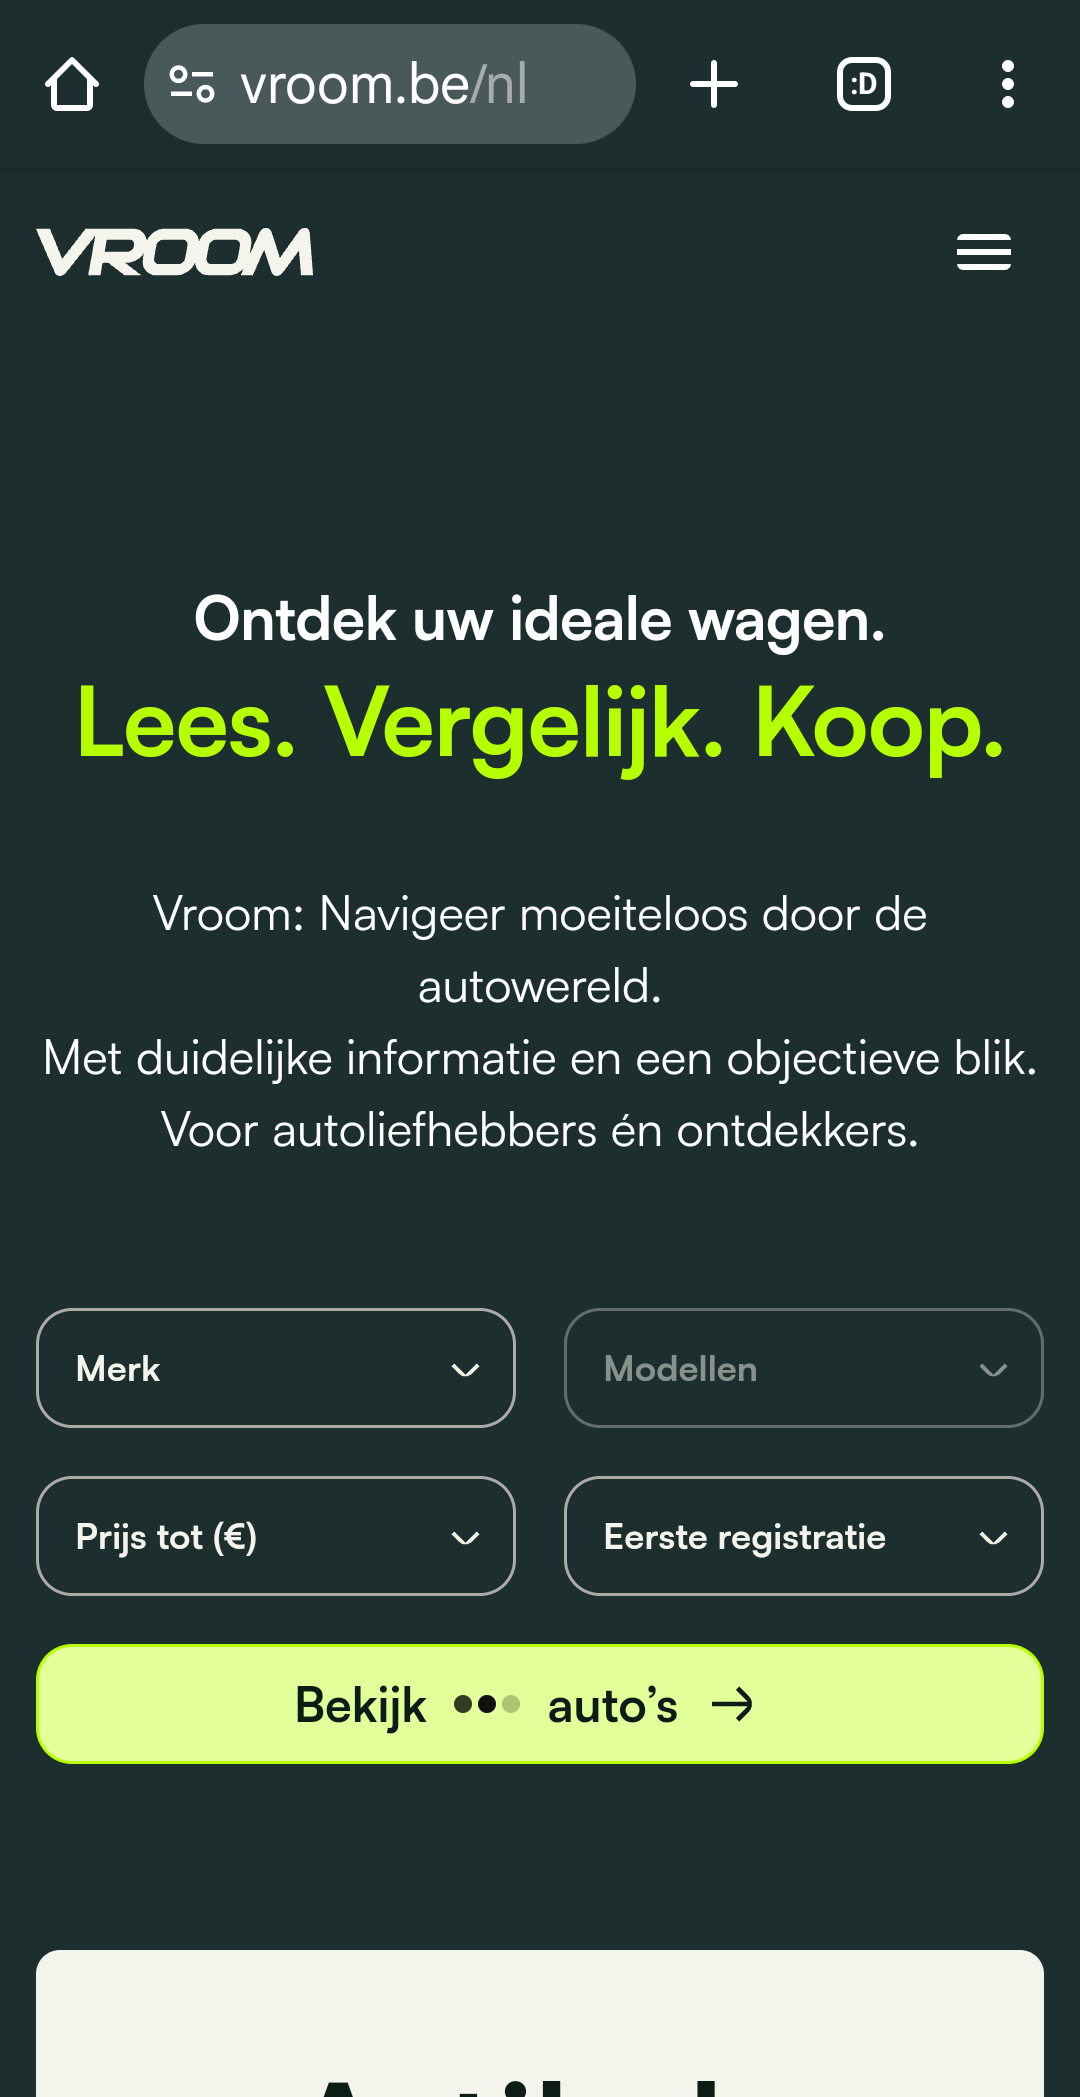 vroom.be/nl
:D
VROOM
Ontdek uw ideale wagen.
Lees. Vergelijk. Koop.
Vroom: Navigeer moeiteloos door de
autowereld.
Met duidelijke informatie en een objectieve blik.
Voor autoliefhebbers én ontdekkers.
Merk
Modellen
Prijs tot (€)
Eerste registratie
Bekijk auto’s